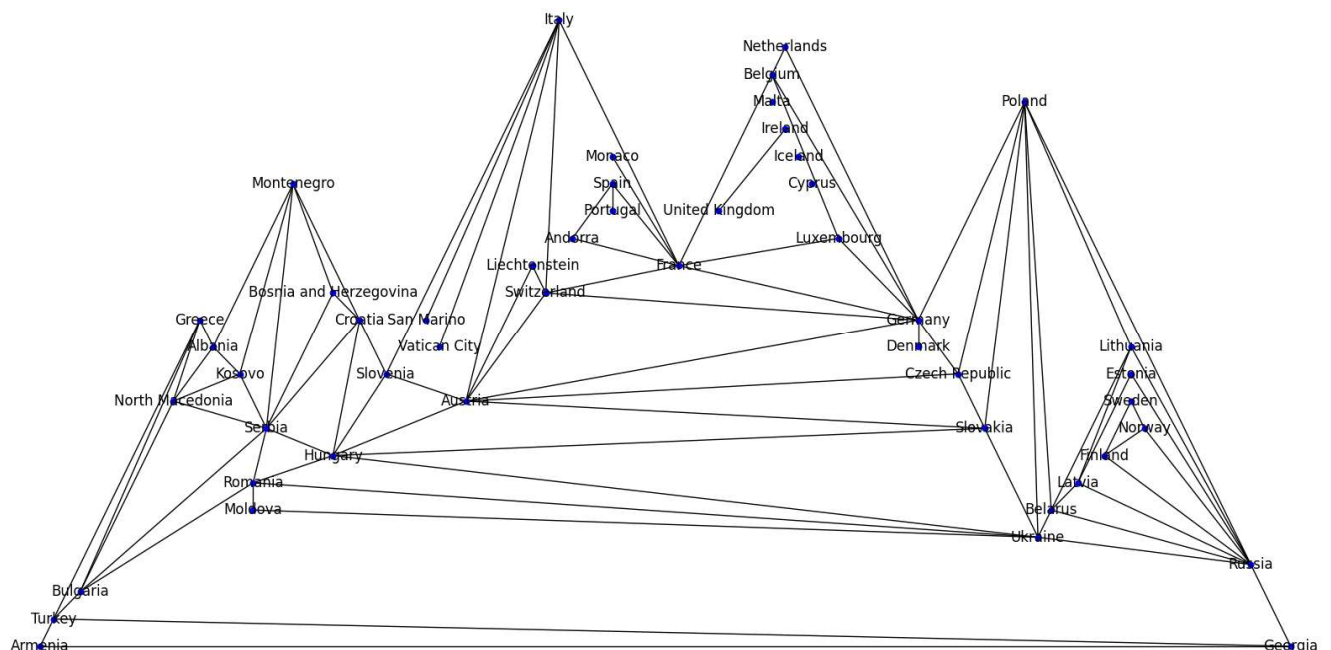 Italy
Netherlands
Belgium
Malta
Poland
Ireland
Monaco
Iceland
Montenegro
Spain
Cyprus
Portugal
United Kingdom
Andorra
Luxembourg
Liechtenstein
France
Bosnia and Herzegovina
Switzerland
Greece
Croatia
San Marino
Germany
Albania
Vatican City
Denmark
Lithuania
Kosovo
Slovenia
Czech Republic
Estonia
North Macedonia
Austria
Sweden
Serbia
Slovakia
Norway
Hungary
Finland
Romania
Latvia
Moldova
Belarus
Ukraine
Russia
Bulgaria
Turkey
Armenia
Georgia